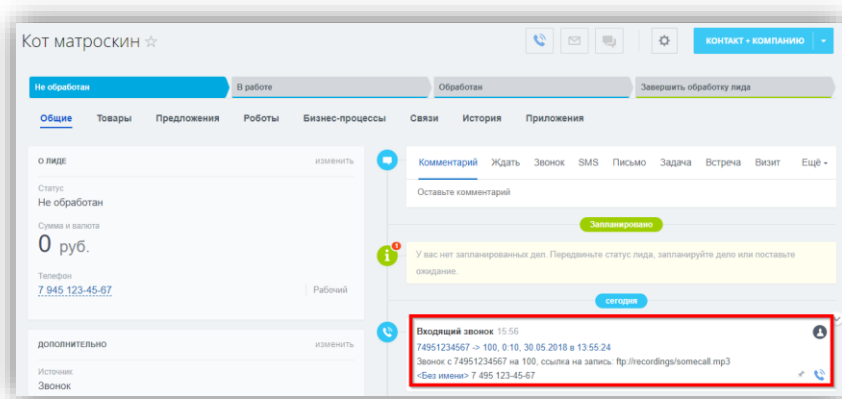 Кот матроскин
КОНТАКТ + КОМПАНИЮ
Не обработан
В работе
Обработан
Завершить обработку лида
Общие Товары Предложения Роботы Бизнес-процессы Связи История Приложения
О ЛИДЕ изменить
Статус
Не обработан
Сумма и валюта
0 руб.
Телефон
7 945 123-45-67 Рабочий
ДОПОЛНИТЕЛЬНО изменить
Источник
Звонок
Комментарий Ждать Звонок SMS Письмо Задача Встреча Визит Ещё
Оставьте комментарий
Запланировано
1
У вас нет запланированных дел. Передвиньте статус лида, запланируйте дело или поставьте
ожидание.
сегодня
Входящий звонок 15:56
74951234567 -> 100, 0:10, 30.05.2018 в 13:55:24
Звонок с 74951234567 на 100, ссылка на запись: ftp://recordings/somecall.mp3
<Без имени> 7 495 123-45-67